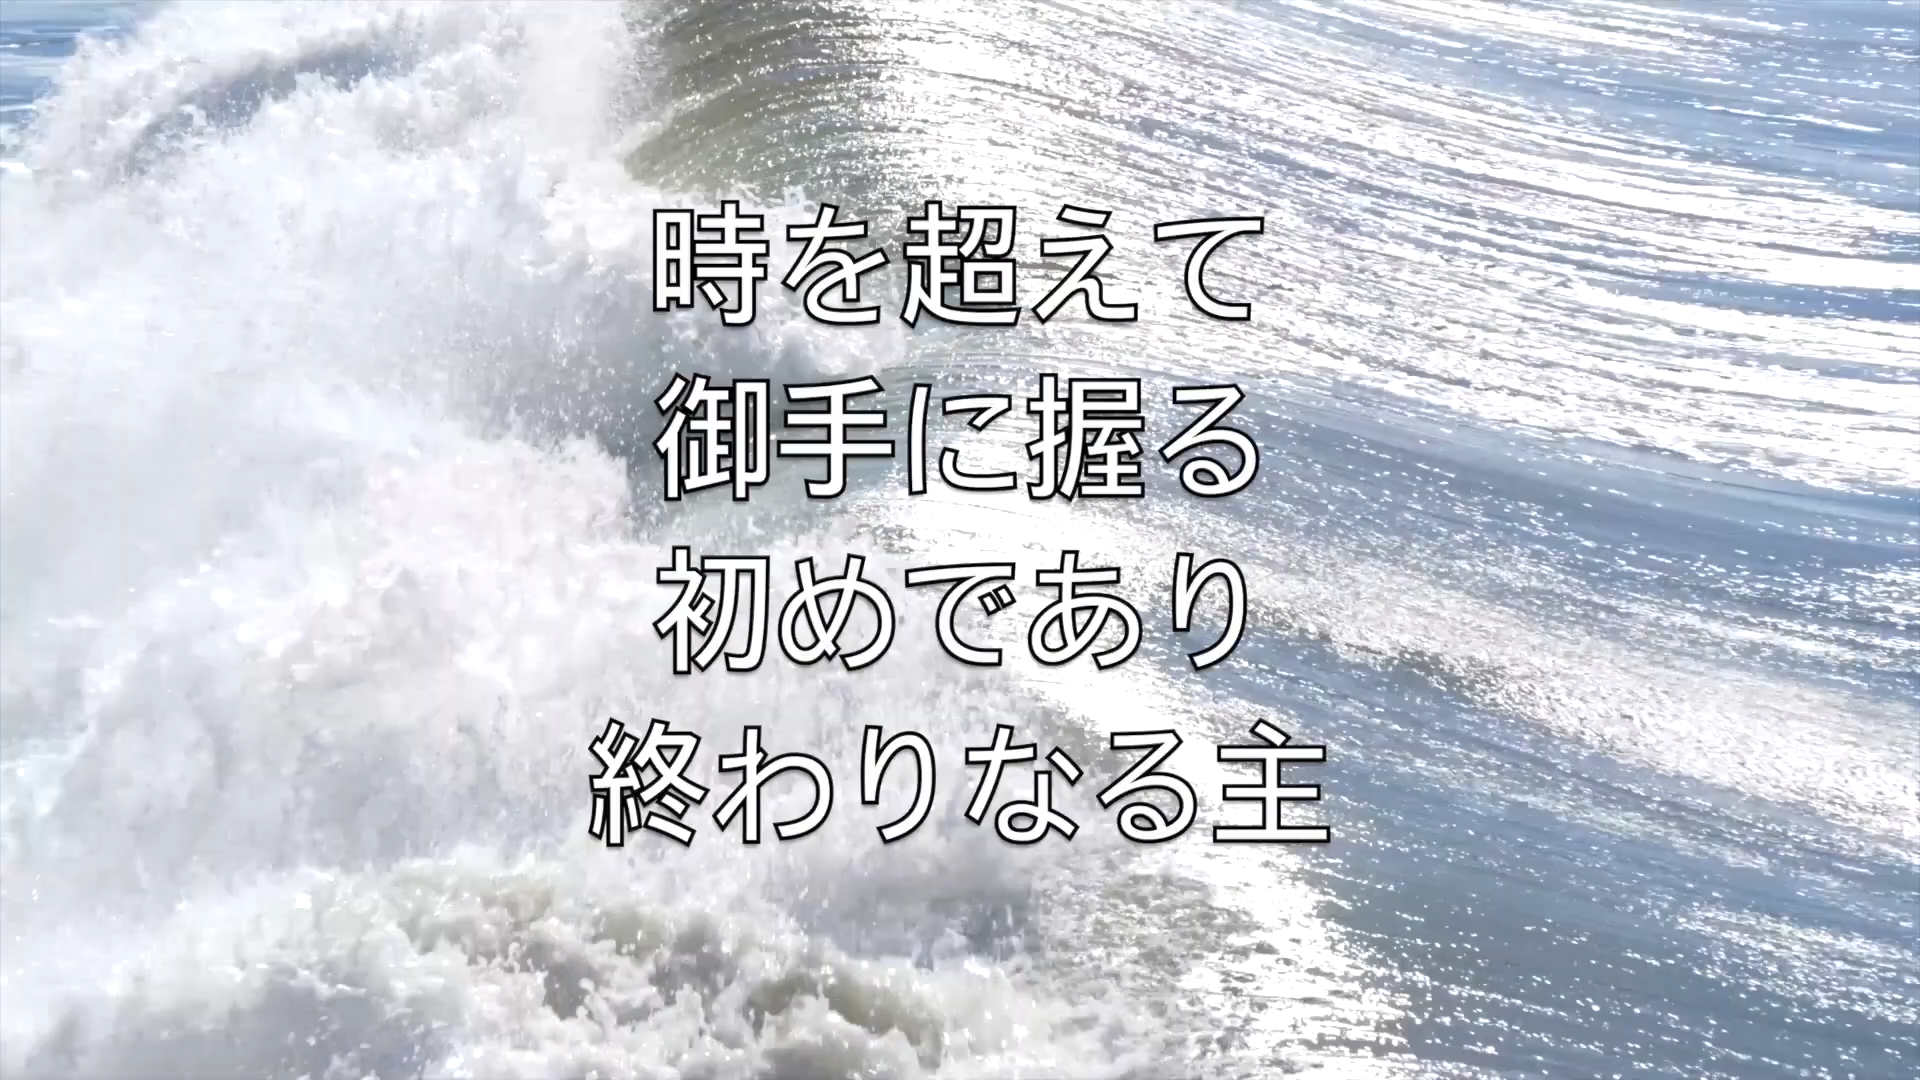 時を超えて
御手に握る
初めであり
終わりなる主